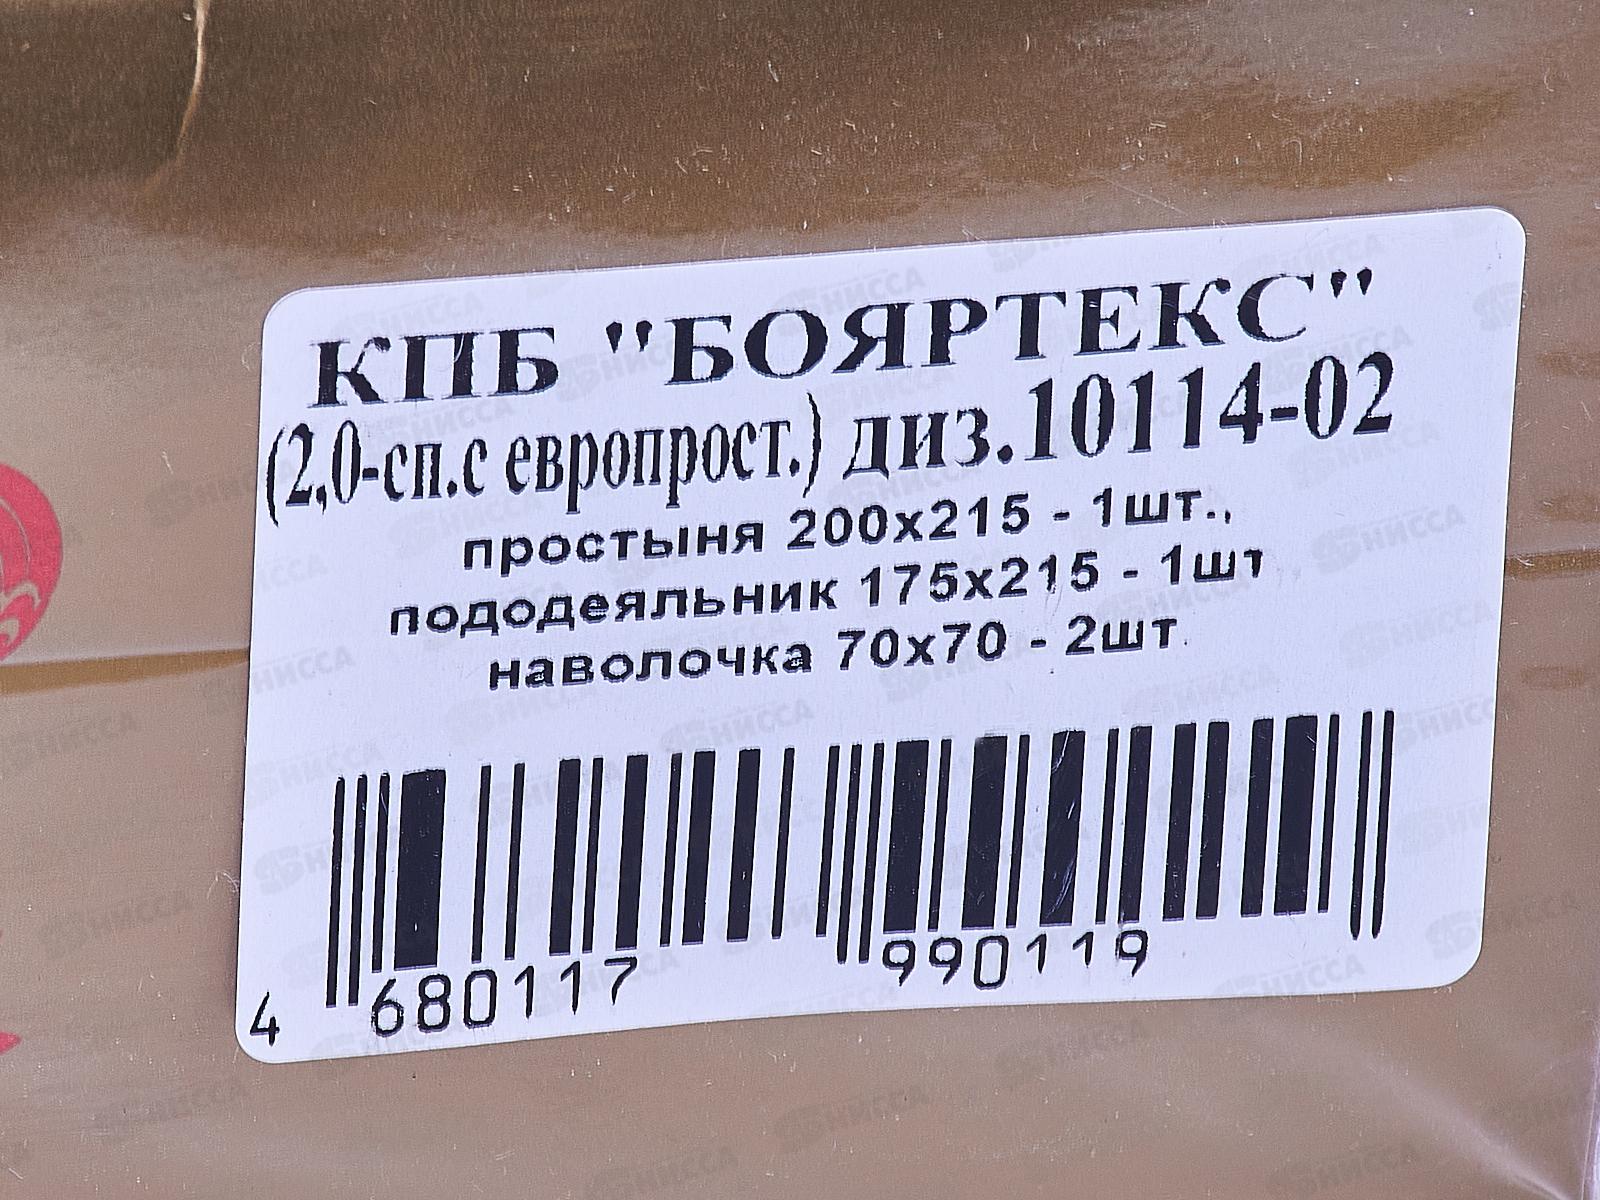 КПБ "БОЯРТЕКС"
(2,0-сп.с европрост.) диз.10114-02
простыня 200х215 - 1шт.,
пододеяльник 175х215 - 1шт
наволочка 70х70 - 2шт
4 680117 990119